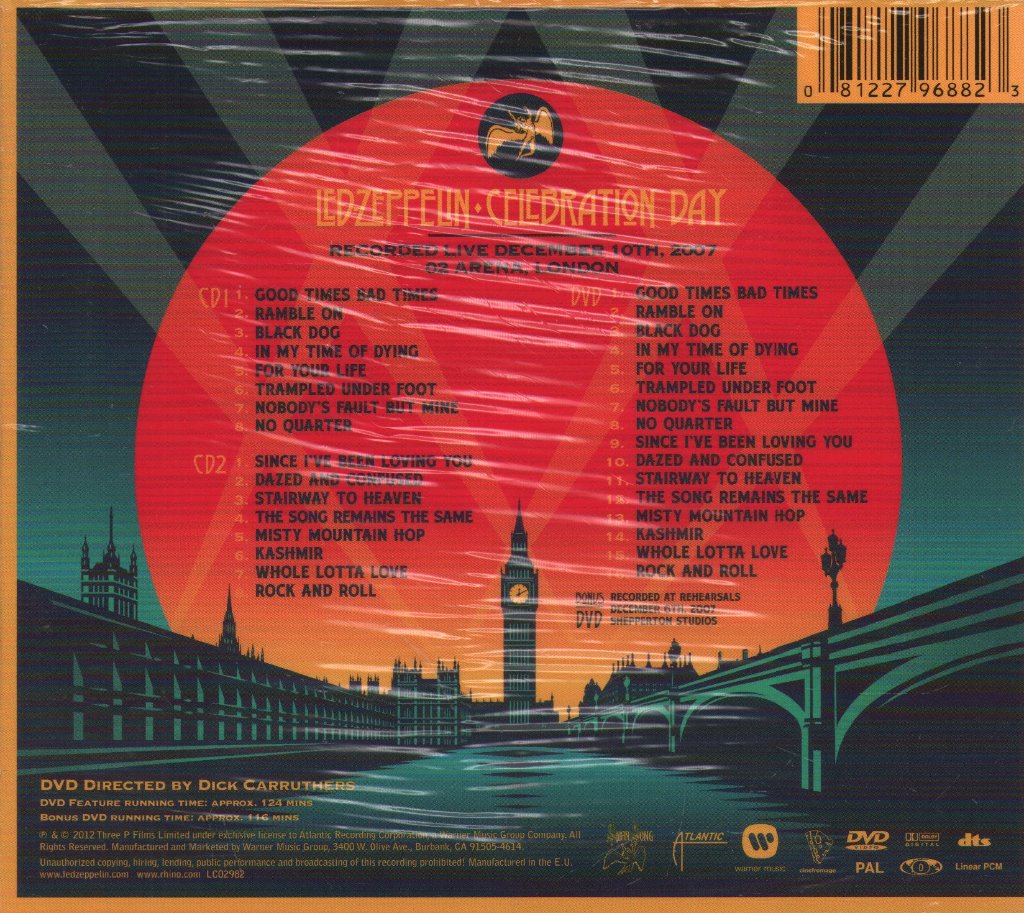 0 81227 96882 3
LED ZEPPELIN · CELEBRATION DAY
RECORDED LIVE DECEMBER 10TH, 2007
O2 ARENA, LONDON
CD1 1. GOOD TIMES BAD TIMES
2. RAMBLE ON
3. BLACK DOG
4. IN MY TIME OF DYING
5. FOR YOUR LIFE
6. TRAMPLED UNDER FOOT
7. NOBODY'S FAULT BUT MINE
8. NO QUARTER
CD2 1. SINCE I'VE BEEN LOVING YOU
2. DAZED AND CONFUSED
3. STAIRWAY TO HEAVEN
4. THE SONG REMAINS THE SAME
5. MISTY MOUNTAIN HOP
6. KASHMIR
7. WHOLE LOTTA LOVE
ROCK AND ROLL
DVD 1. GOOD TIMES BAD TIMES
2. RAMBLE ON
3. BLACK DOG
4. IN MY TIME OF DYING
5. FOR YOUR LIFE
6. TRAMPLED UNDER FOOT
7. NOBODY'S FAULT BUT MINE
8. NO QUARTER
9. SINCE I'VE BEEN LOVING YOU
10. DAZED AND CONFUSED
11. STAIRWAY TO HEAVEN
12. THE SONG REMAINS THE SAME
13. MISTY MOUNTAIN HOP
14. KASHMIR
15. WHOLE LOTTA LOVE
ROCK AND ROLL
BONUS RECORDED AT REHEARSALS
DVD DECEMBER 6TH, 2007
SHEPPERTON STUDIOS
DVD DIRECTED BY DICK CARRUTHERS
DVD FEATURE RUNNING TIME: APPROX. 124 MINS
BONUS DVD RUNNING TIME: APPROX. 116 MINS
℗ & © 2012 Three P Films Limited under exclusive license to Atlantic Recording Corporation, a Warner Music Group Company. All
Rights Reserved. Manufactured and Marketed by Warner Music Group, 3400 W. Olive Ave., Burbank, CA 91505-4614.
Unauthorized copying, hiring, lending, public performance and broadcasting of this recording prohibited! Manufactured in the E.U.
www.ledzeppelin.com www.rhino.com LC02982
SWAN SONG
ATLANTIC
warner music
cinefromage
DVD VIDEO
DOLBY DIGITAL
dts
PAL
Linear PCM